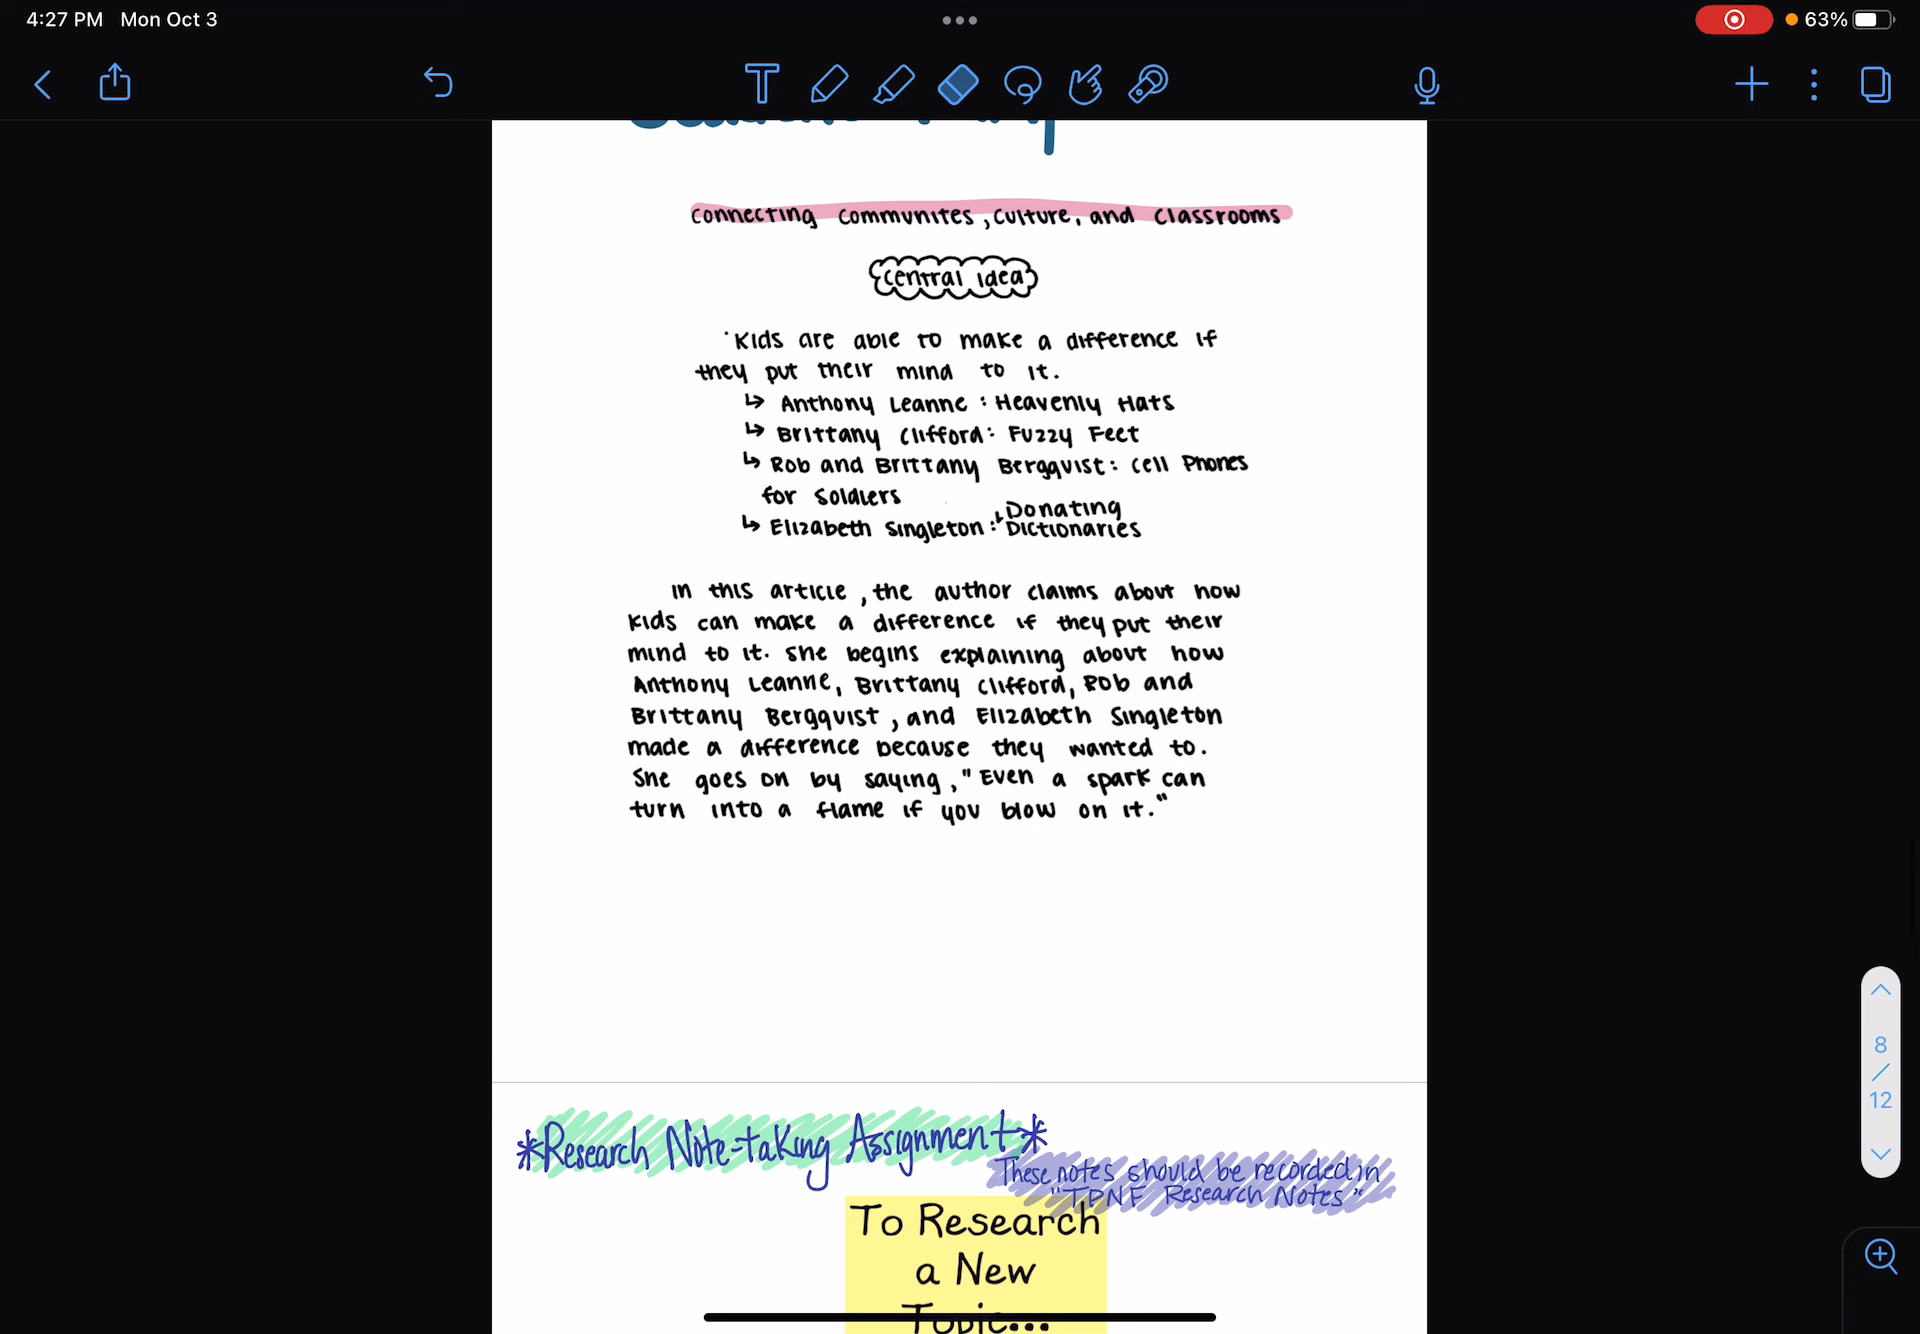 4:27 PM Mon Oct 3
63%
Connecting Communites, Culture, and Classrooms
Central Idea
Kids are able to make a difference if
they put their mind to it.
↳ Anthony Leanne: Heavenly Hats
↳ Brittany Clifford: Fuzzy Feet
↳ Rob and Brittany Bergqvist: Cell Phones
for Soldiers
Donating
↳ Elizabeth Singleton: Dictionaries
In this article, the author claims about how
kids can make a difference if they put their
mind to it. She begins explaining about how
Anthony Leanne, Brittany Clifford, Rob and
Brittany Bergqvist, and Elizabeth Singleton
made a difference because they wanted to.
She goes on by saying, "Even a spark can
turn into a flame if you blow on it."
8
/
12
*Research Note-taking Assignment*
These notes should be recorded in
"TPNF Research Notes"
To Research
a New
Topic...